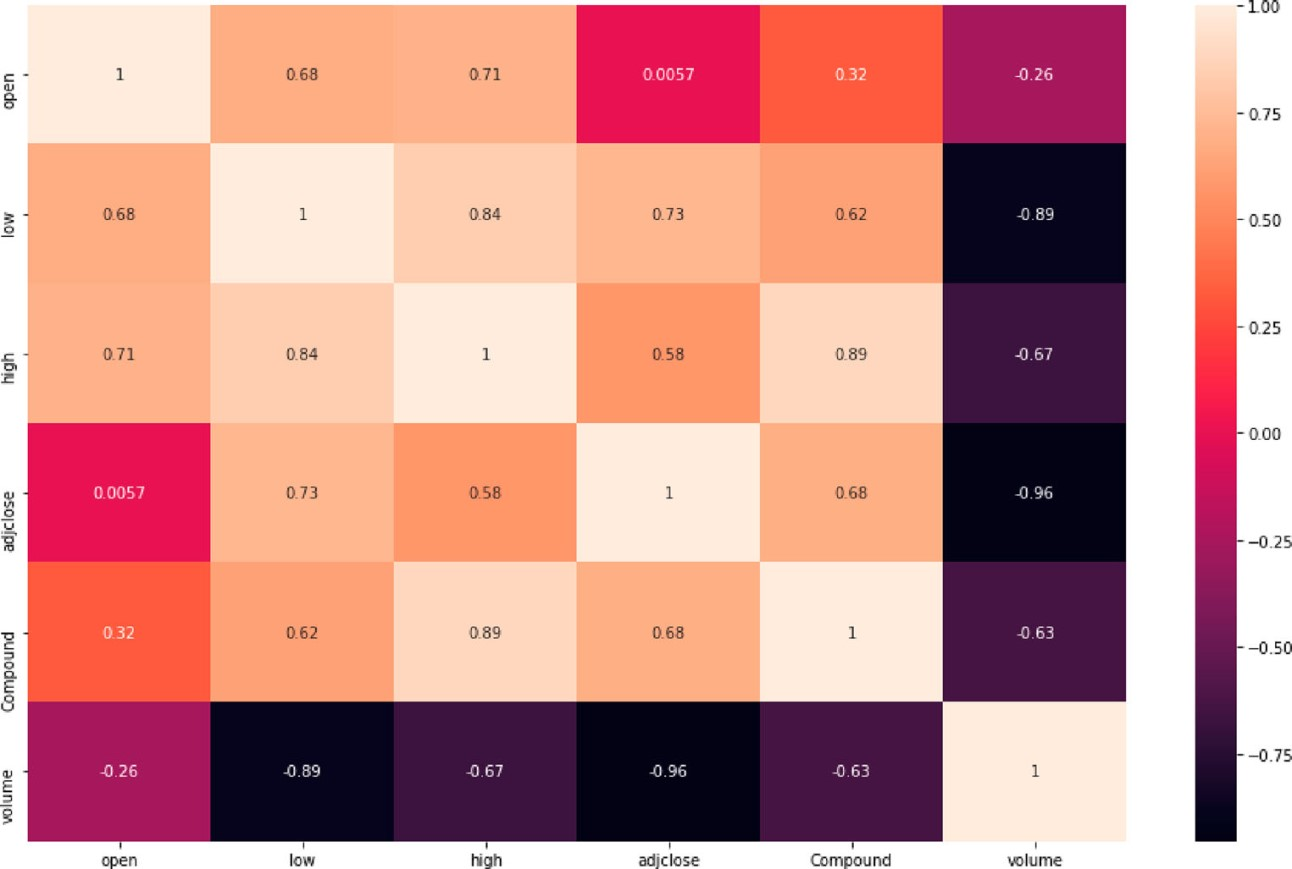 open 1 0.68 0.71 0.0057 0.32 -0.26
low 0.68 1 0.84 0.73 0.62 -0.89
high 0.71 0.84 1 0.58 0.89 -0.67
adjclose 0.0057 0.73 0.58 1 0.68 -0.96
Compound 0.32 0.62 0.89 0.68 1 -0.63
volume -0.26 -0.89 -0.67 -0.96 -0.63 1
open low high adjclose Compound volume
1.00
0.75
0.50
0.25
0.00
−0.25
−0.50
−0.75